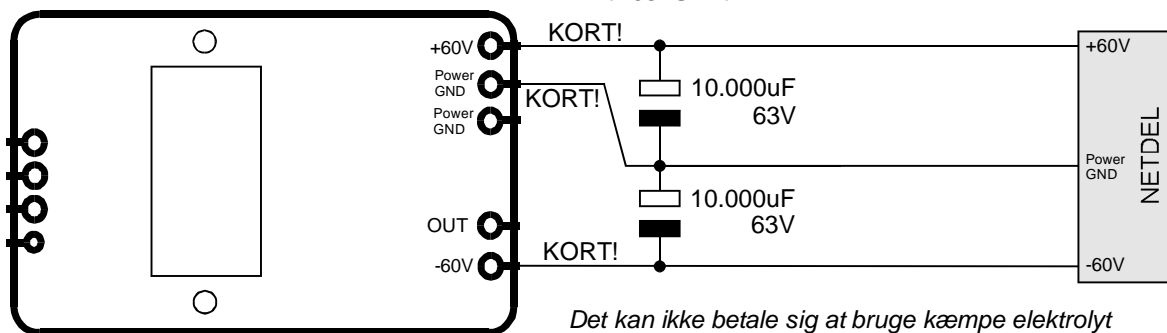 +60V
Power
GND
Power
GND
OUT
-60V
KORT!
KORT!
KORT!
10.000uF
63V
10.000uF
63V
+60V
Power
GND
-60V
NETDEL
Det kan ikke betale sig at bruge kæmpe elektrolyt